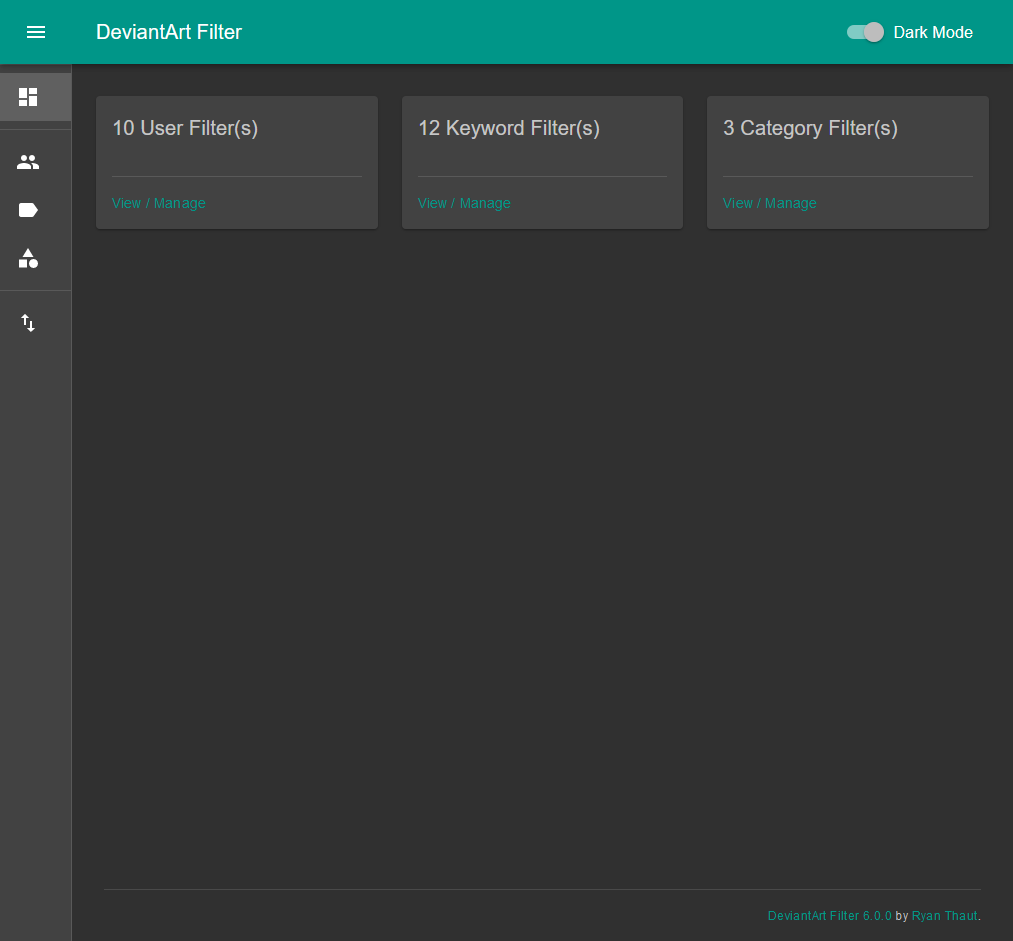 DeviantArt Filter
Dark Mode
10 User Filter(s)
View / Manage
12 Keyword Filter(s)
View / Manage
3 Category Filter(s)
View / Manage
DeviantArt Filter 6.0.0 by Ryan Thaut.